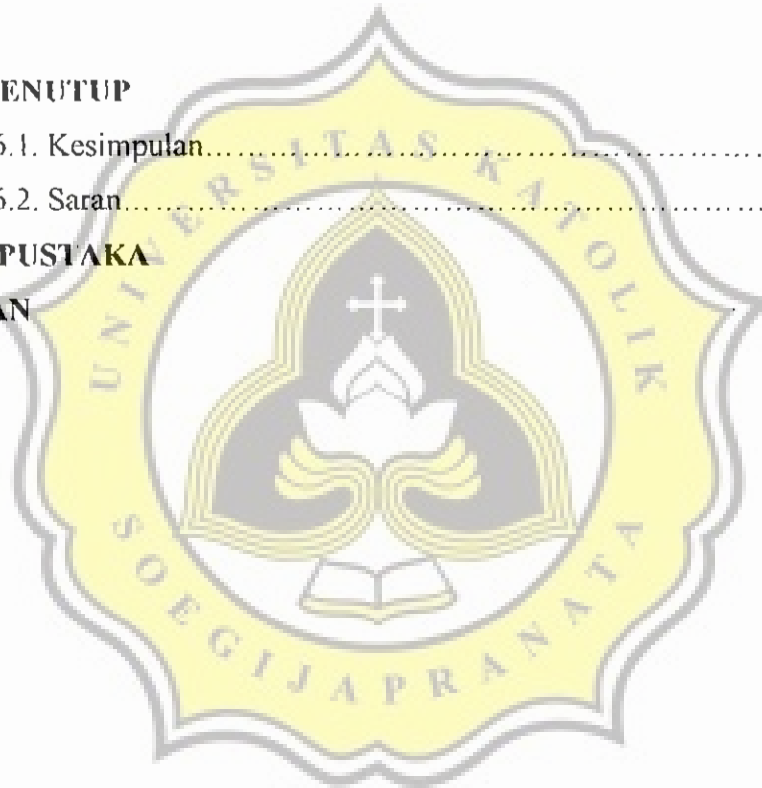 ENUTUP
6.1. Kesimpulan........................................................
6.2. Saran........................................................
PUSTAKA
AN
UNIVERSITAS KATOLIK
SOEGIJAPRANATA